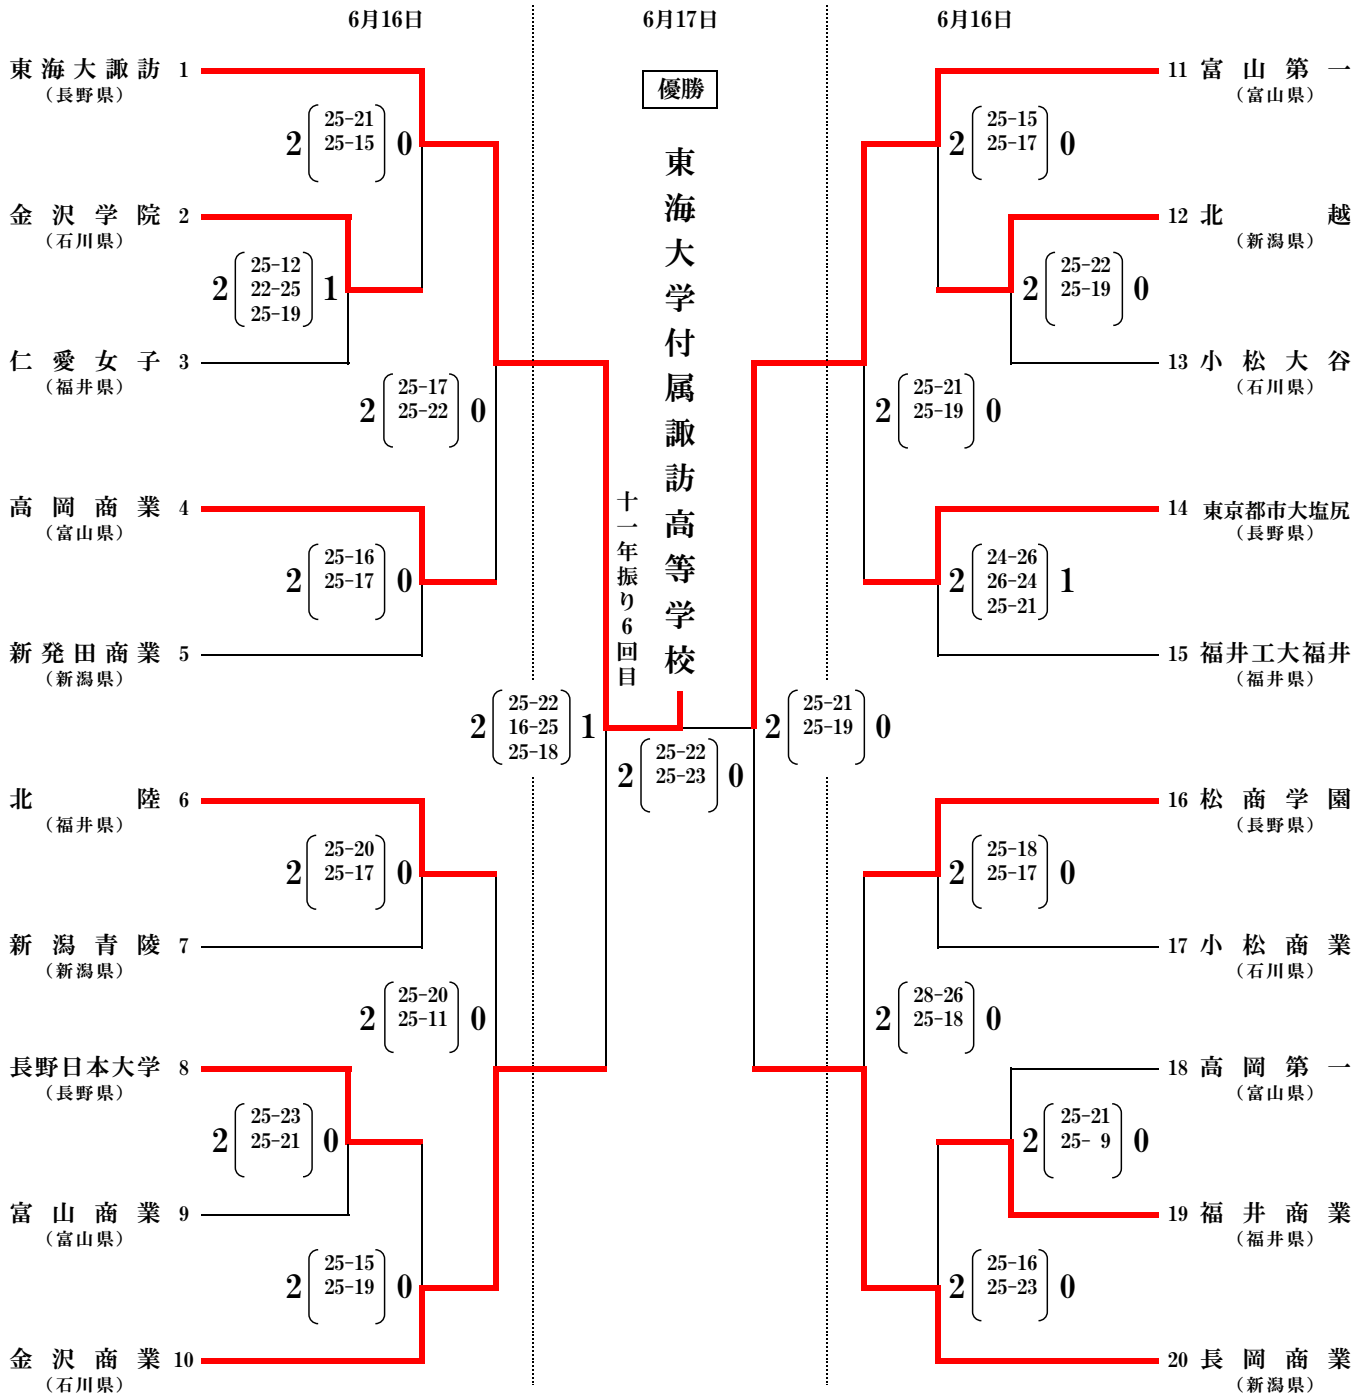 6月16日
6月17日
6月16日
優勝
東海大学付属諏訪高等学校
十一年振り6回目
東海大諏訪 1
（長野県）
2 25-21 0
25-15
金沢学院 2
（石川県）
2 25-12 1
22-25
25-19
仁愛女子 3
（福井県）
2 25-17 0
25-22
高岡商業 4
（富山県）
2 25-16 0
25-17
新発田商業 5
（新潟県）
2 25-22 1
16-25
25-18
北陸 6
（福井県）
2 25-20 0
25-17
新潟青陵 7
（新潟県）
2 25-20 0
25-11
長野日本大学 8
（長野県）
2 25-23 0
25-21
富山商業 9
（富山県）
2 25-15 0
25-19
金沢商業 10
（石川県）
2 25-22 0
25-23
11 富山第一
（富山県）
2 25-15 0
25-17
12 北越
（新潟県）
2 25-22 0
25-19
13 小松大谷
（石川県）
2 25-21 0
25-19
14 東京都市大塩尻
（長野県）
2 24-26 1
26-24
25-21
15 福井工大福井
（福井県）
2 25-21 0
25-19
16 松商学園
（長野県）
2 25-18 0
25-17
17 小松商業
（石川県）
2 28-26 0
25-18
18 高岡第一
（富山県）
2 25-21 0
25- 9
19 福井商業
（福井県）
2 25-16 0
25-23
20 長岡商業
（新潟県）